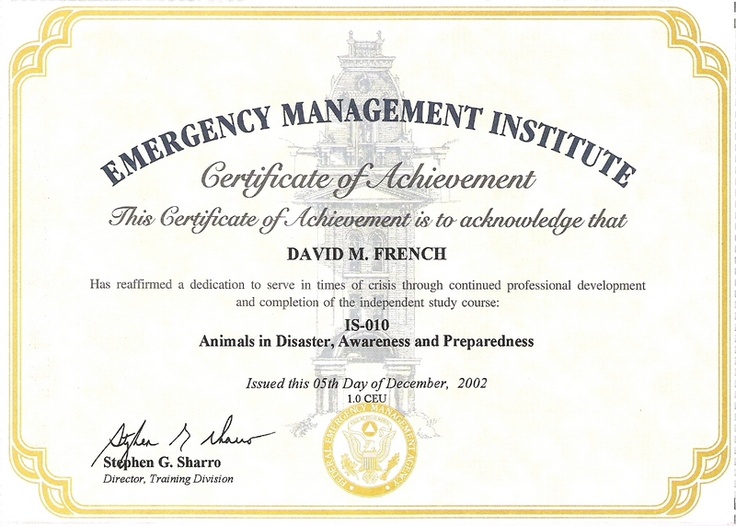 EMERGENCY MANAGEMENT INSTITUTE
Certificate of Achievement
This Certificate of Achievement is to acknowledge that
DAVID M. FRENCH
Has reaffirmed a dedication to serve in times of crisis through continued professional development
and completion of the independent study course:
IS-010
Animals in Disaster, Awareness and Preparedness
Issued this 05th Day of December, 2002
1.0 CEU
FEDERAL EMERGENCY MANAGEMENT AGENCY
Stephen G Sharro
Stephen G. Sharro
Director, Training Division